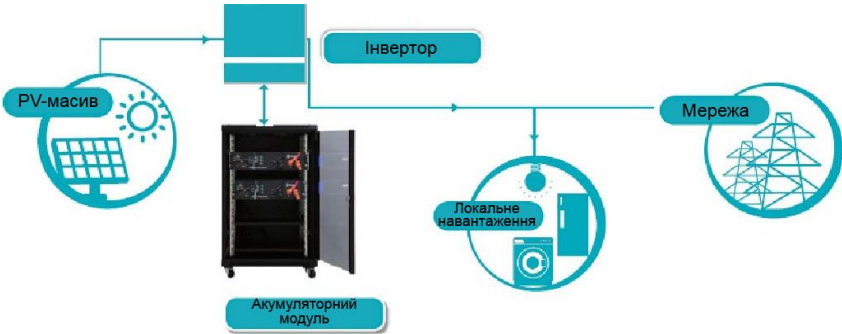 Інвертор
PV-масив
Мережа
Локальне
навантаження
Акумуляторний
модуль